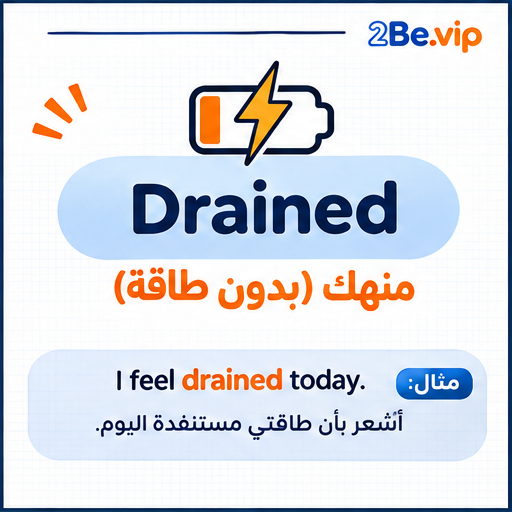 2Be.vip
Drained
منهك (بدون طاقة)
مثال:
I feel drained today.
أشعر بأن طاقتي مستنفدة اليوم.